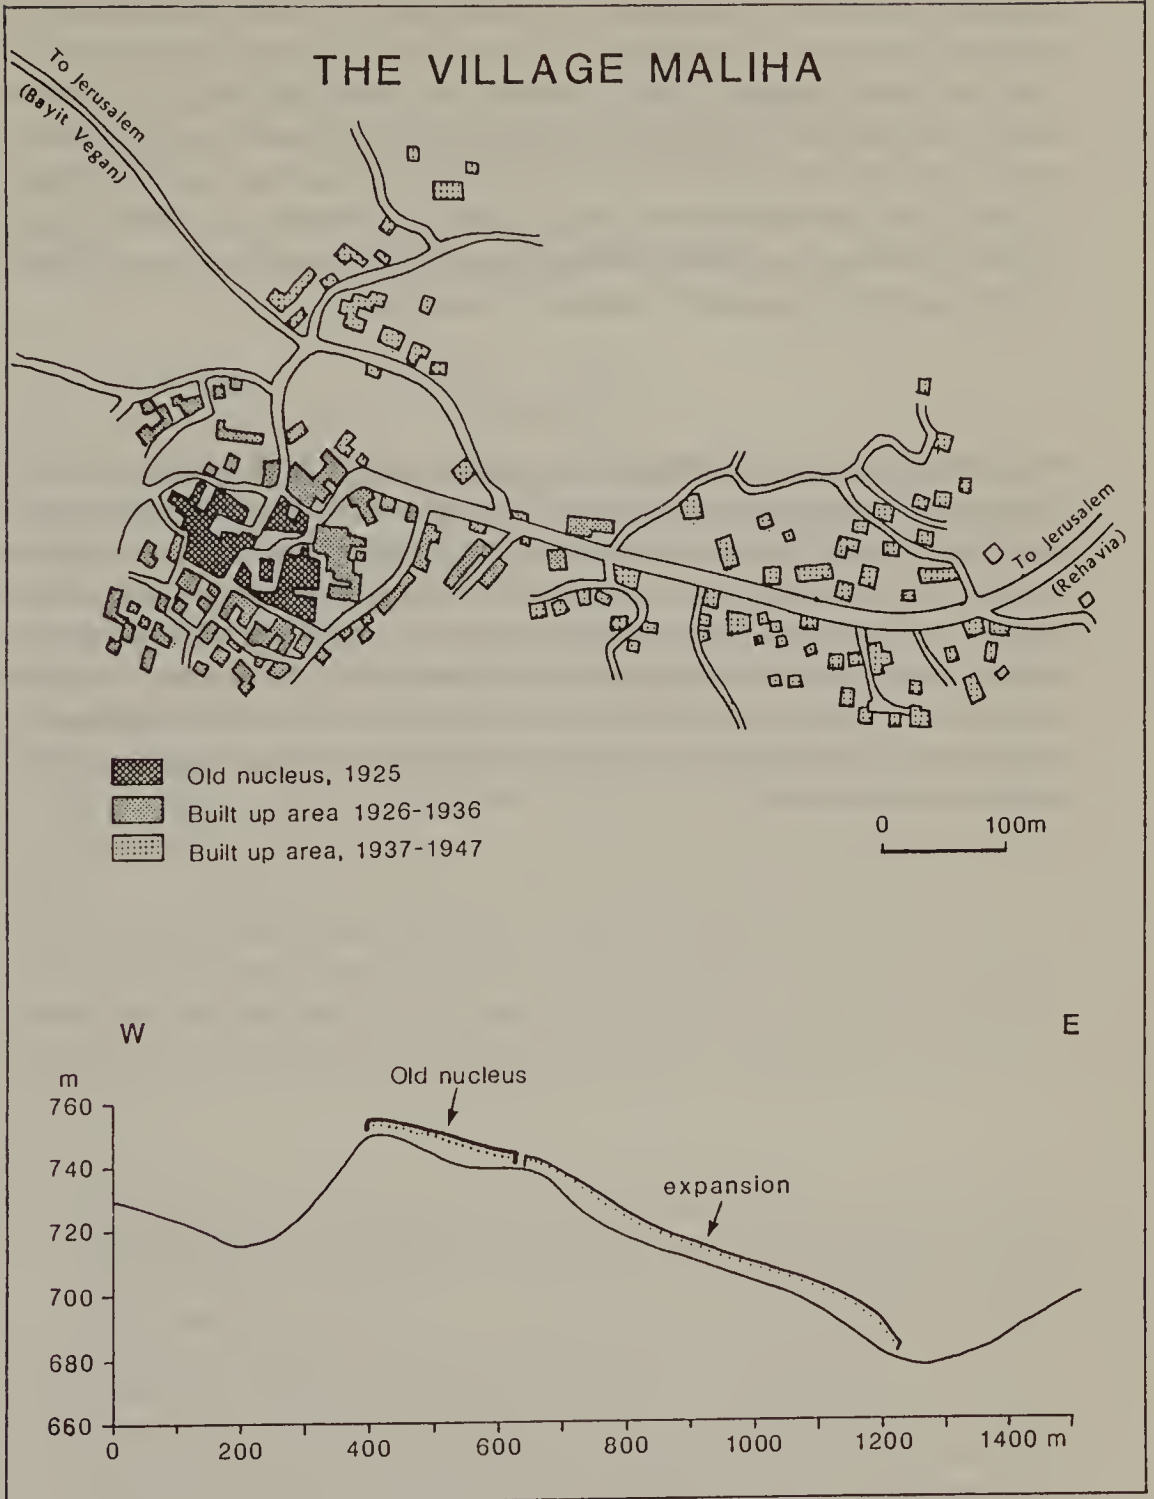 THE VILLAGE MALIHA
To Jerusalem
(Bayit Vegan)
To Jerusalem
(Rehavia)
Old nucleus, 1925
Built up area 1926-1936
Built up area, 1937-1947
0 100m
W E
m
Old nucleus
expansion
760
740
720
700
680
660
0 200 400 600 800 1000 1200 1400 m